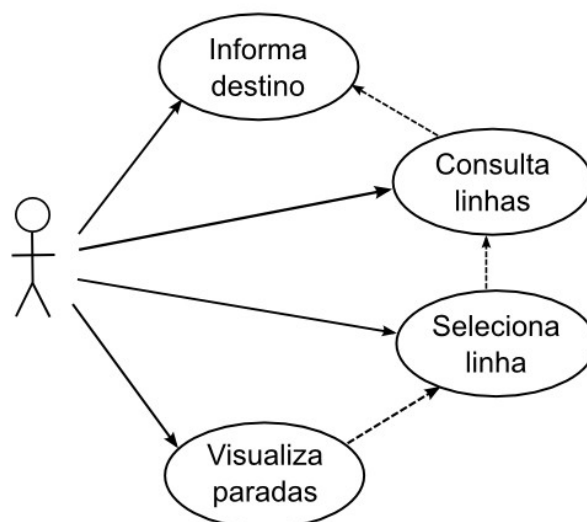 Informa
destino
Consulta
linhas
Seleciona
linha
Visualiza
paradas